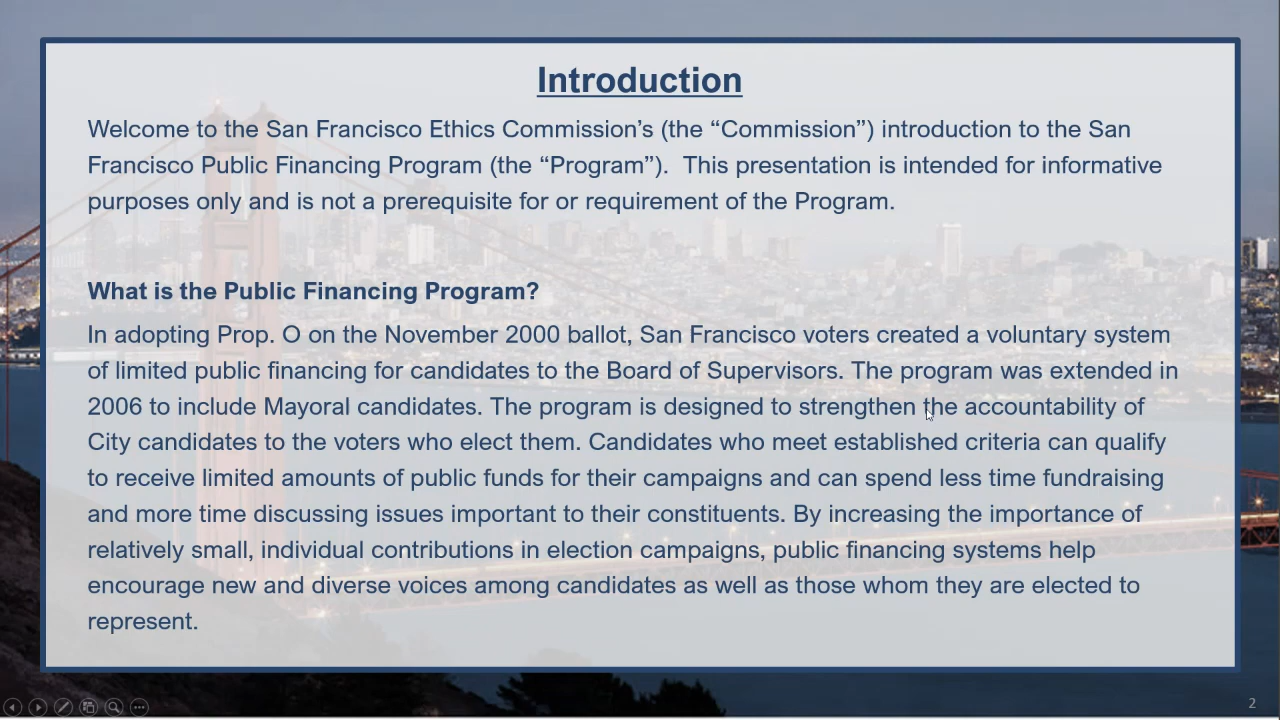 Introduction
Welcome to the San Francisco Ethics Commission’s (the “Commission”) introduction to the San
Francisco Public Financing Program (the “Program”).  This presentation is intended for informative
purposes only and is not a prerequisite for or requirement of the Program.
What is the Public Financing Program?
In adopting Prop. O on the November 2000 ballot, San Francisco voters created a voluntary system
of limited public financing for candidates to the Board of Supervisors. The program was extended in
2006 to include Mayoral candidates. The program is designed to strengthen the accountability of
City candidates to the voters who elect them. Candidates who meet established criteria can qualify
to receive limited amounts of public funds for their campaigns and can spend less time fundraising
and more time discussing issues important to their constituents. By increasing the importance of
relatively small, individual contributions in election campaigns, public financing systems help
encourage new and diverse voices among candidates as well as those whom they are elected to
represent.
2